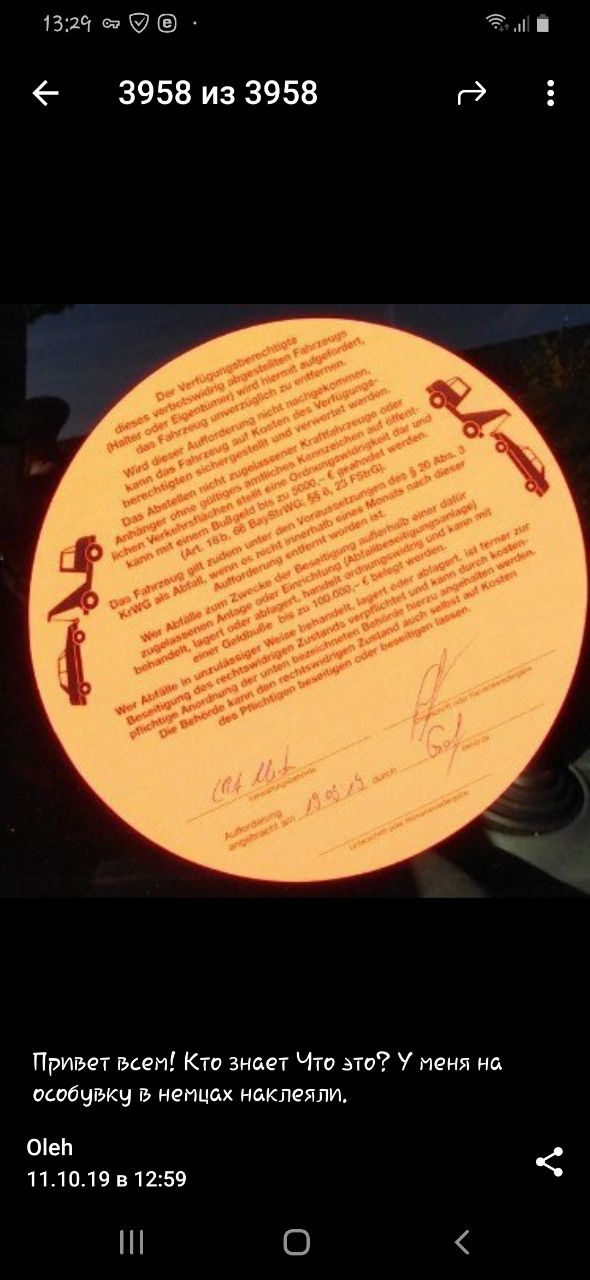 13:29
3958 из 3958
Der Verfügungsberechtigte
dieses verbotswidrig abgestellten Fahrzeugs
(Halter oder Eigentümer) wird hiermit aufgefordert,
das Fahrzeug unverzüglich zu entfernen.
Wird dieser Aufforderung nicht nachgekommen,
kann das Fahrzeug auf Kosten des Verfügungs-
berechtigten sichergestellt und verwertet werden.
Das Abstellen nicht zugelassener Kraftfahrzeuge oder
Anhänger ohne gültiges amtliches Kennzeichen auf öffent-
lichen Verkehrsflächen stellt eine Ordnungswidrigkeit dar und
kann mit einem Bußgeld bis zu 5000,- € geahndet werden.
(Art. 18b, 66 BayStrWG, §§ 8, 23 FStrG).
Das Fahrzeug gilt zudem unter den Voraussetzungen des § 20 Abs. 3
KrWG als Abfall, wenn es nicht innerhalb eines Monats nach dieser
Aufforderung entfernt worden ist.
Wer Abfälle zum Zwecke der Beseitigung außerhalb einer dafür
zugelassenen Anlage oder Einrichtung (Abfallbeseitigungsanlage)
behandelt, lagert oder ablagert, handelt ordnungswidrig und kann mit
einer Geldbuße bis zu 100.000,- € belegt werden.
Wer Abfälle in unzulässiger Weise behandelt, lagert oder ablagert, ist ferner zur
Beseitigung des rechtswidrigen Zustands verpflichtet und kann durch kosten-
pflichtige Anordnung der unten bezeichneten Behörde hierzu angehalten werden.
Die Behörde kann den rechtswidrigen Zustand auch selbst auf Kosten
des Pflichtigen beseitigen oder beseitigen lassen.
Verwaltungsbehörde
Aufforderung
angebracht am 19 09 19 durch
Unterschrift oder Namenswiedergabe
Привет всем! Кто знает Что это? У меня на
особувку в немцах наклеяли.
Oleh
11.10.19 в 12:59